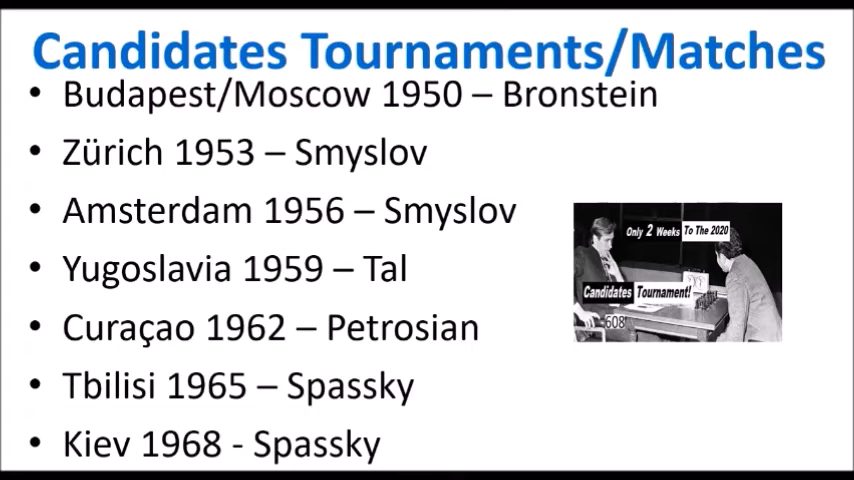 Candidates Tournaments/Matches
• Budapest/Moscow 1950 – Bronstein
• Zürich 1953 – Smyslov
• Amsterdam 1956 – Smyslov
• Yugoslavia 1959 – Tal
• Curaçao 1962 – Petrosian
• Tbilisi 1965 – Spassky
• Kiev 1968 - Spassky
Only 2 Weeks To The 2020
Candidates Tournament!
608